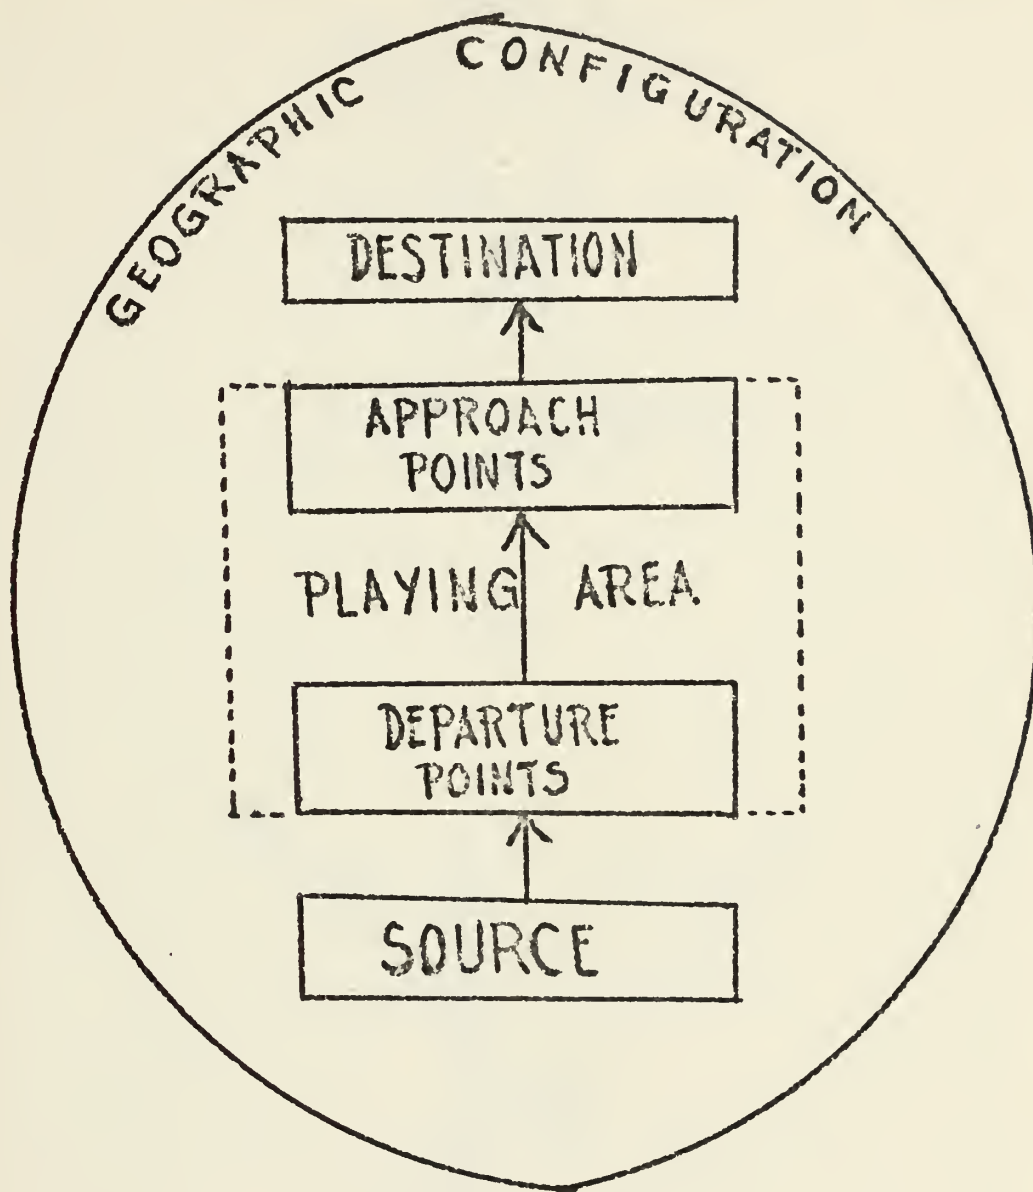 GEOGRAPHIC CONFIGURATION
DESTINATION
APPROACH
POINTS
PLAYING AREA
DEPARTURE
POINTS
SOURCE